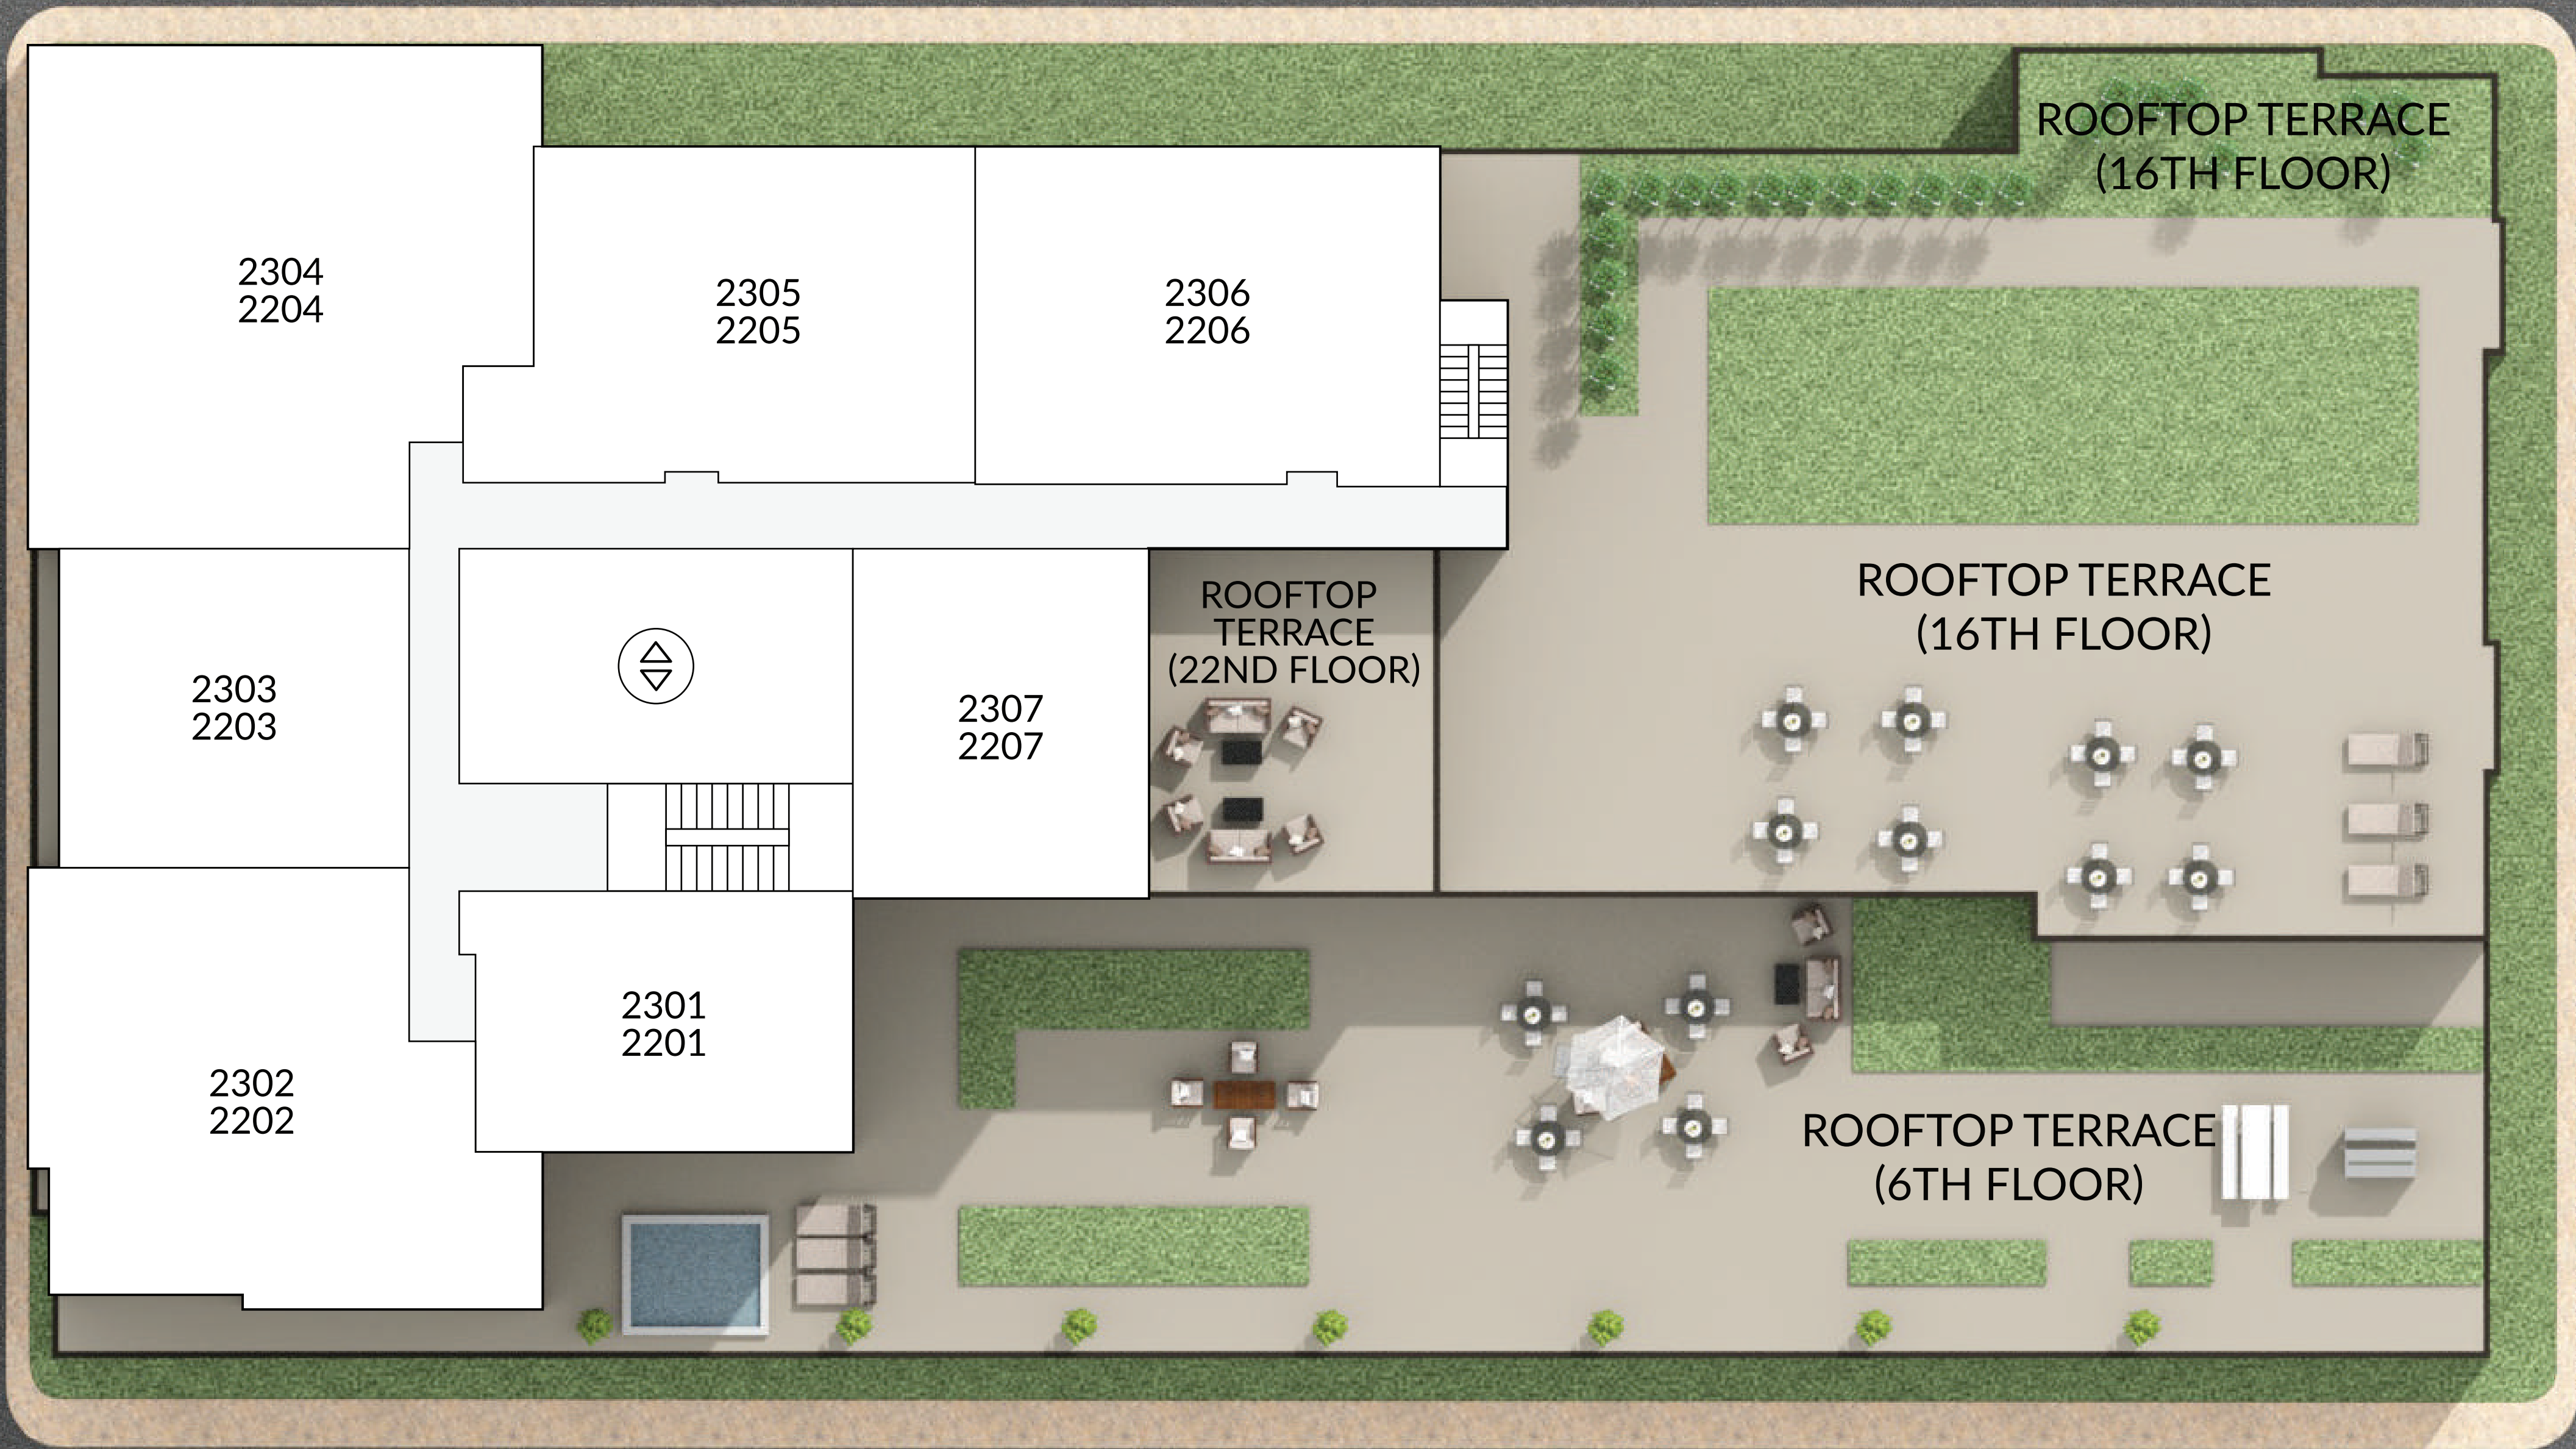 ROOFTOP TERRACE
(16TH FLOOR)
2304
2204
2305
2205
2306
2206
ROOFTOP
TERRACE
(22ND FLOOR)
ROOFTOP TERRACE
(16TH FLOOR)
2303
2203
2307
2207
2301
2201
2302
2202
ROOFTOP TERRACE
(6TH FLOOR)